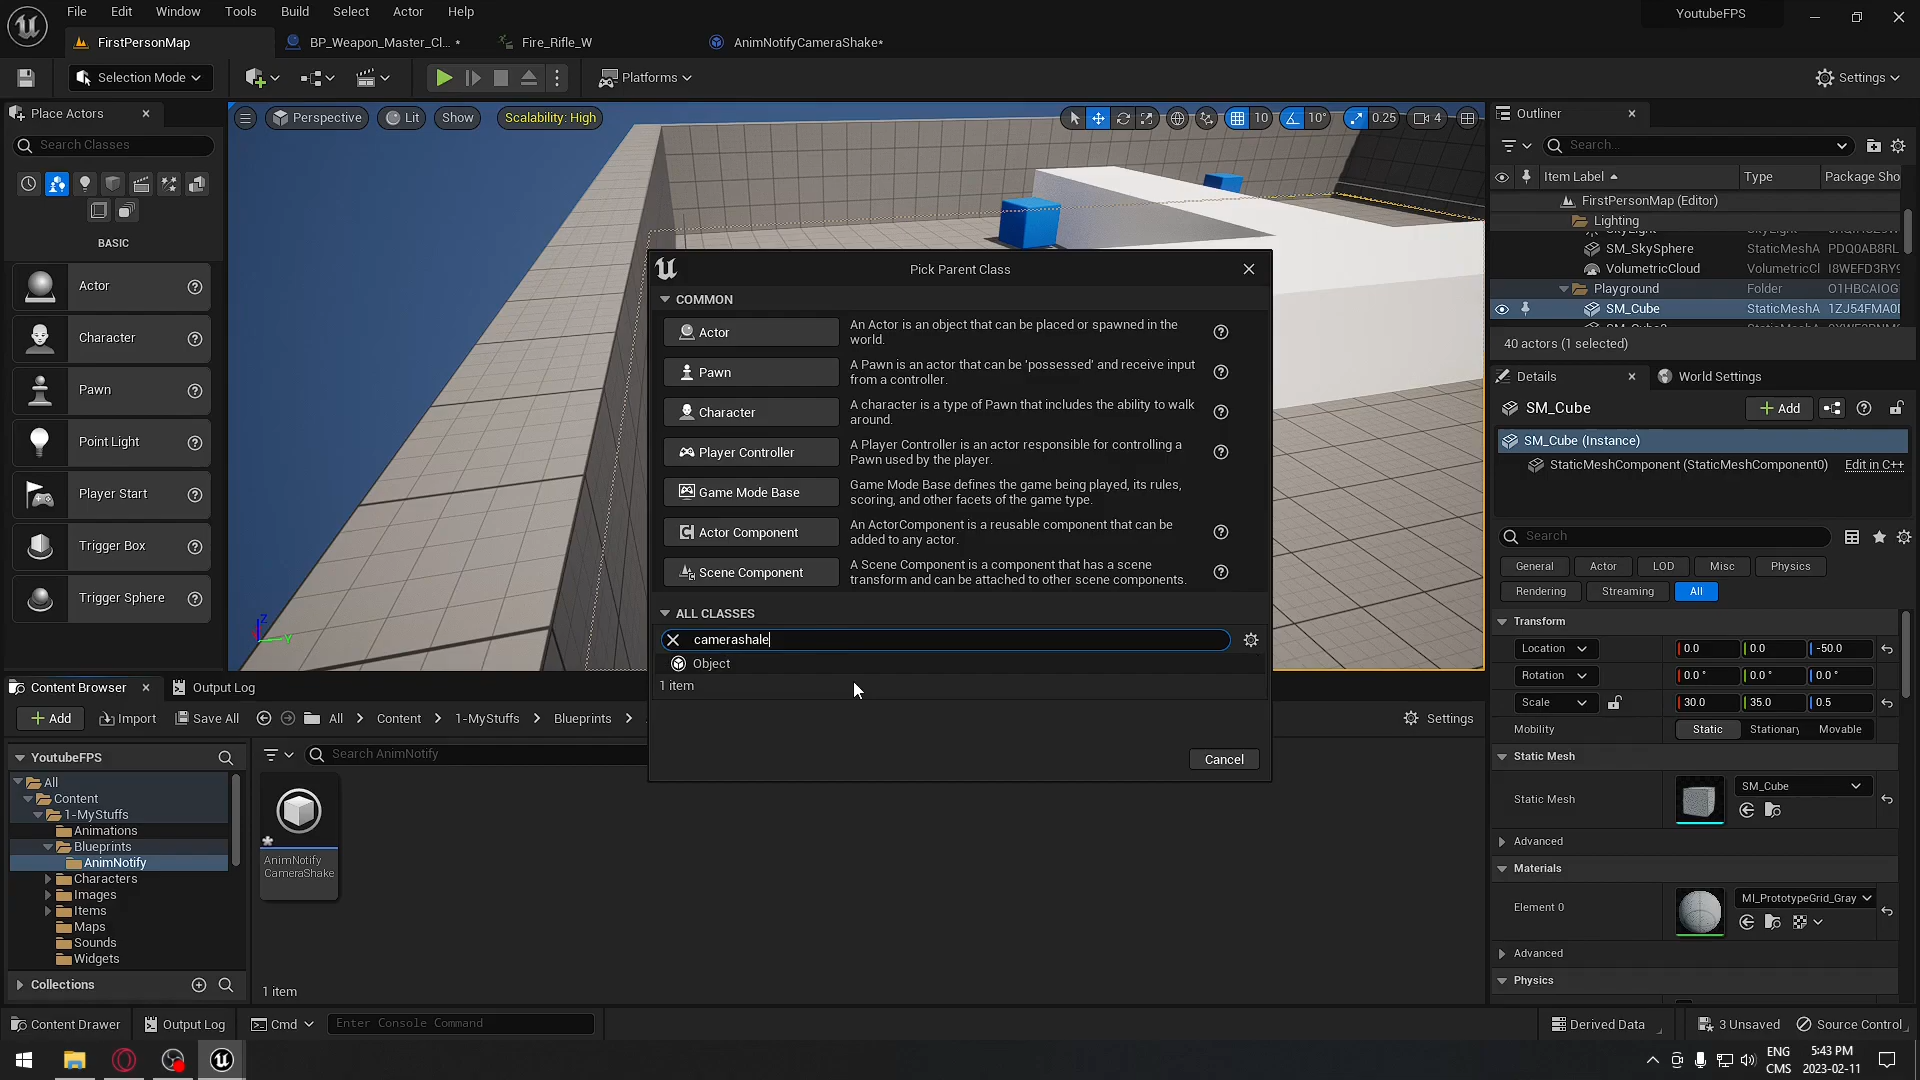 File Edit Window Tools Build Select Actor Help
YoutubeFPS
FirstPersonMap
BP_Weapon_Master_Cl... *
Fire_Rifle_W
AnimNotifyCameraShake*
Selection Mode
Platforms
Settings
Place Actors
Search Classes
BASIC
Actor
Character
Pawn
Point Light
Player Start
Trigger Box
Trigger Sphere
Perspective
Lit
Show
Scalability: High
10
10°
0.25
4
Pick Parent Class
COMMON
Actor
An Actor is an object that can be placed or spawned in the
world.
Pawn
A Pawn is an actor that can be 'possessed' and receive input
from a controller.
Character
A character is a type of Pawn that includes the ability to walk
around.
Player Controller
A Player Controller is an actor responsible for controlling a
Pawn used by the player.
Game Mode Base
Game Mode Base defines the game being played, its rules,
scoring, and other facets of the game type.
Actor Component
An ActorComponent is a reusable component that can be
added to any actor.
Scene Component
A Scene Component is a component that has a scene
transform and can be attached to other scene components.
ALL CLASSES
camerashale
Object
1 item
Cancel
Outliner
Search...
Item Label Type Package Sho
FirstPersonMap (Editor)
Lighting
SM_SkySphere StaticMeshA PDQ0AB8RL
VolumetricCloud VolumetricCl I8WEFD3RY
Playground Folder O1HBCAIOG
SM_Cube StaticMeshA 1ZJ54FMA0
40 actors (1 selected)
Details
World Settings
SM_Cube
Add
SM_Cube (Instance)
StaticMeshComponent (StaticMeshComponent0) Edit in C++
Search
General Actor LOD Misc Physics
Rendering Streaming All
Transform
Location 0.0 0.0 -50.0
Rotation 0.0° 0.0° 0.0°
Scale 30.0 35.0 0.5
Mobility Static Stationary Movable
Static Mesh
Static Mesh SM_Cube
Advanced
Materials
Element 0 MI_PrototypeGrid_Gray
Advanced
Physics
Content Browser
Output Log
Add Import Save All All Content 1-MyStuffs Blueprints
Settings
YoutubeFPS
Search AnimNotify
All
Content
1-MyStuffs
Animations
Blueprints
AnimNotify
Characters
Images
Items
Maps
Sounds
Widgets
AnimNotify
CameraShake
Collections
1 item
Content Drawer Output Log Cmd Enter Console Command
Derived Data 3 Unsaved Source Control
ENG
CMS
5:43 PM
2023-02-11